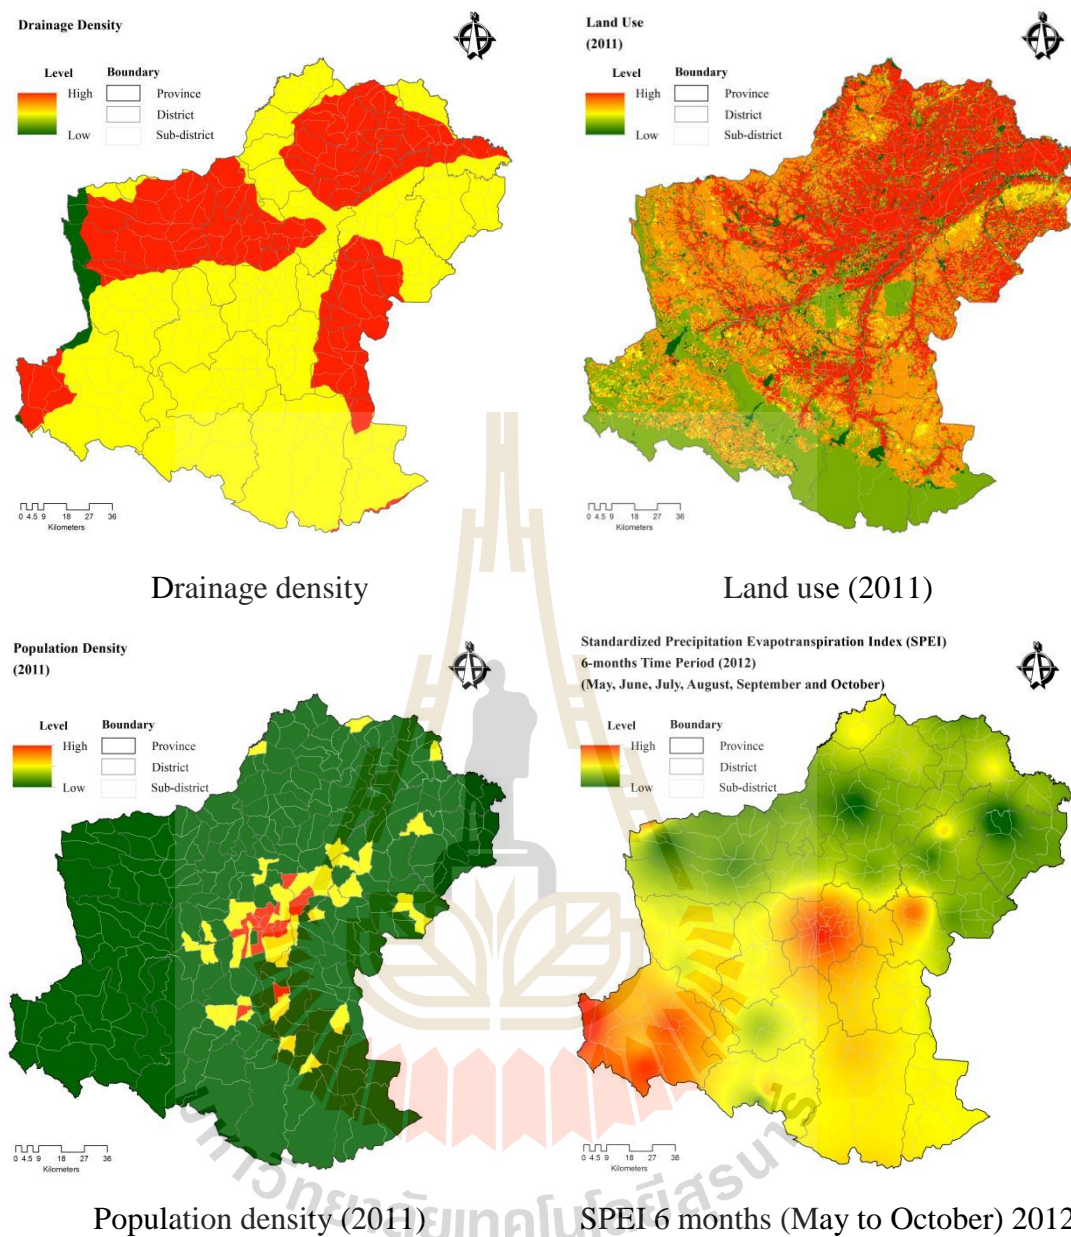 Drainage Density
Level
Boundary
High
Low
Province
District
Sub-district
0 4.5 9 18 27 36
Kilometers
Land Use
(2011)
Level
Boundary
High
Low
Province
District
Sub-district
0 4.5 9 18 27 36
Kilometers
Drainage density
Land use (2011)
Population Density
(2011)
Level
Boundary
High
Low
Province
District
Sub-district
0 4.5 9 18 27 36
Kilometers
Standardized Precipitation Evapotranspiration Index (SPEI)
6-months Time Period (2012)
(May, June, July, August, September and October)
Level
Boundary
High
Low
Province
District
Sub-district
0 4.5 9 18 27 36
Kilometers
Population density (2011)
SPEI 6 months (May to October) 2012